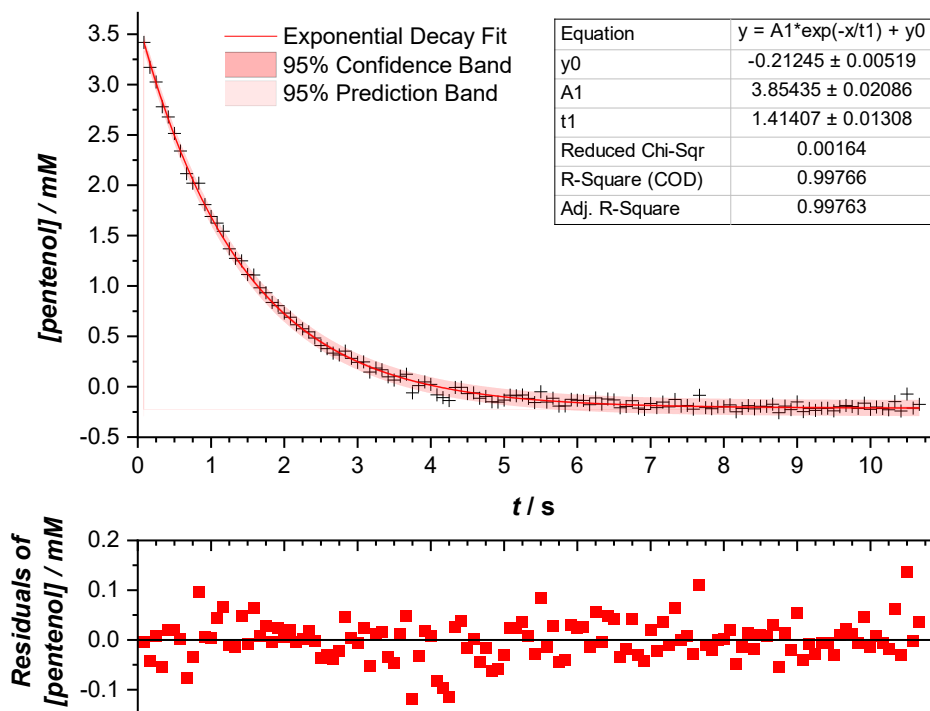 Exponential Decay Fit
95% Confidence Band
95% Prediction Band
Equation y = A1*exp(-x/t1) + y0
y0 -0.21245 ± 0.00519
A1 3.85435 ± 0.02086
t1 1.41407 ± 0.01308
Reduced Chi-Sqr 0.00164
R-Square (COD) 0.99766
Adj. R-Square 0.99763
[pentenol] / mM
3.5
3.0
2.5
2.0
1.5
1.0
0.5
0.0
-0.5
0 1 2 3 4 5 6 7 8 9 10
t / s
Residuals of
[pentenol] / mM
0.2
0.1
0.0
-0.1